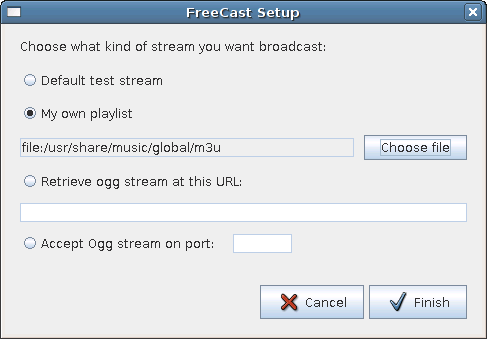 FreeCast Setup
Choose what kind of stream you want broadcast:
Default test stream
My own playlist
file:/usr/share/music/global/m3u
Choose file
Retrieve ogg stream at this URL:
Accept Ogg stream on port:
Cancel
Finish